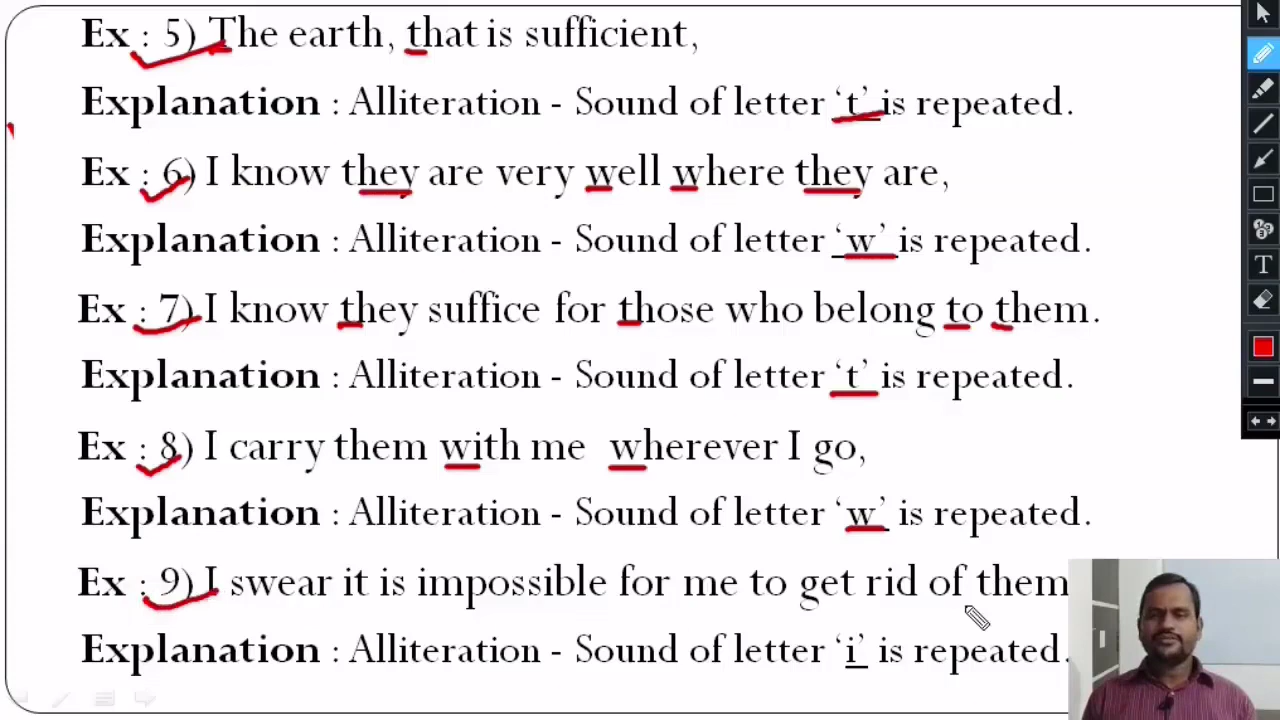 Ex : 5) The earth, that is sufficient,
Explanation : Alliteration - Sound of letter ‘t’ is repeated.
Ex : 6) I know they are very well where they are,
Explanation : Alliteration - Sound of letter ‘w’ is repeated.
Ex : 7) I know they suffice for those who belong to them.
Explanation : Alliteration - Sound of letter ‘t’ is repeated.
Ex : 8) I carry them with me wherever I go,
Explanation : Alliteration - Sound of letter ‘w’ is repeated.
Ex : 9) I swear it is impossible for me to get rid of them
Explanation : Alliteration - Sound of letter ‘i’ is repeated.